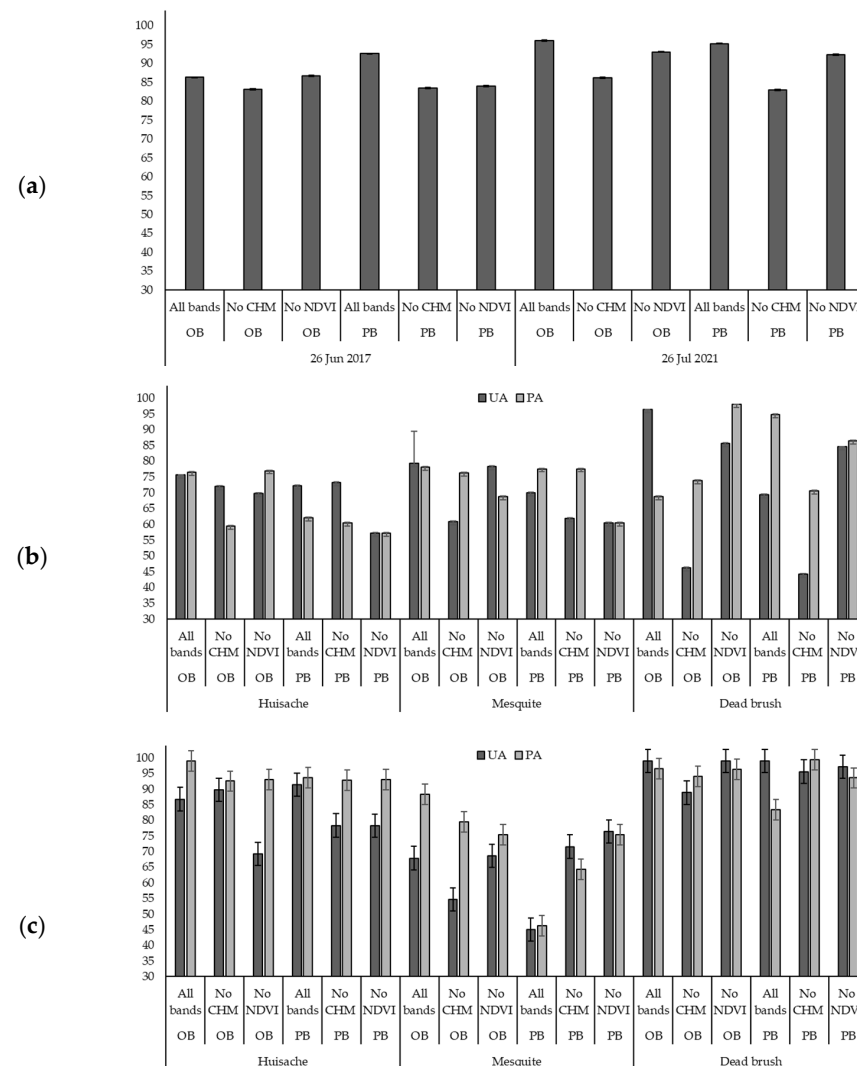 (a)
100
95
90
85
80
75
70
65
60
55
50
45
40
35
30
All bands No CHM No NDVI All bands No CHM No NDVI All bands No CHM No NDVI All bands No CHM No NDVI
OB OB OB PB PB PB OB OB OB PB PB PB
26 Jun 2017 26 Jul 2021
(b)
UA PA
100
95
90
85
80
75
70
65
60
55
50
45
40
35
30
All No No All No No All No No All No No All No No All No No
bands CHM NDVI bands CHM NDVI bands CHM NDVI bands CHM NDVI bands CHM NDVI bands CHM NDVI
OB OB OB PB PB PB OB OB OB PB PB PB OB OB OB PB PB PB
Huisache Mesquite Dead brush
(c)
UA PA
100
95
90
85
80
75
70
65
60
55
50
45
40
35
30
All No No All No No All No No All No No All No No All No No
bands CHM NDVI bands CHM NDVI bands CHM NDVI bands CHM NDVI bands CHM NDVI bands CHM NDVI
OB OB OB PB PB PB OB OB OB PB PB PB OB OB OB PB PB PB
Huisache Mesquite Dead brush